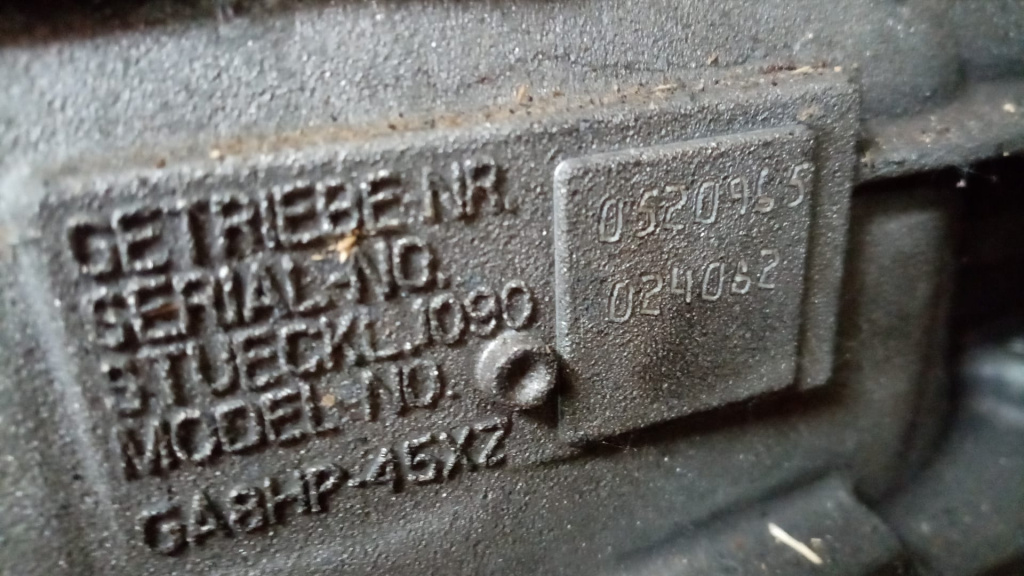 GETRIEBE-NR.
0520965
SERIAL-NO.
STUECKL.1090
024062
MODEL-NO.
GA8HP-45XZ